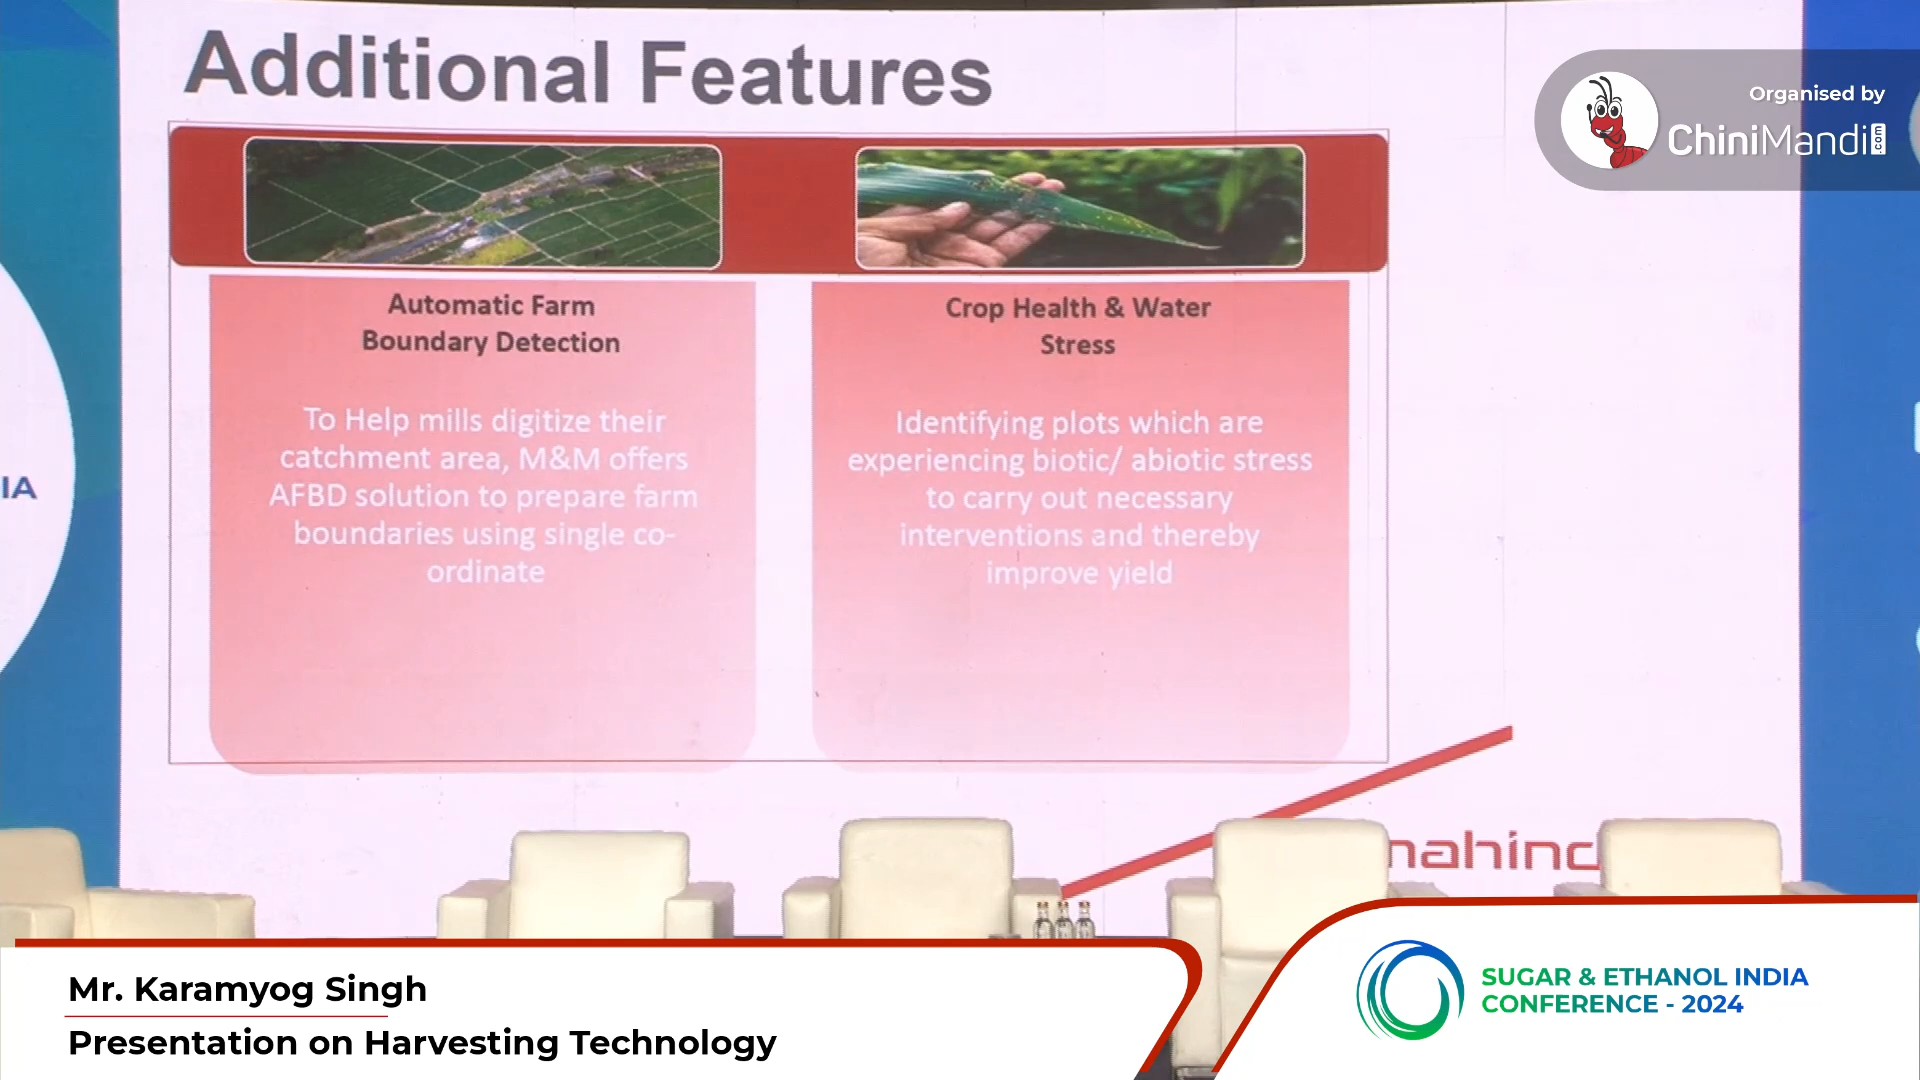 Additional Features
Organised by
ChiniMandi.com
Automatic Farm
Boundary Detection
To Help mills digitize their
catchment area, M&M offers
AFBD solution to prepare farm
boundaries using single co-
ordinate
Crop Health & Water
Stress
Identifying plots which are
experiencing biotic/ abiotic stress
to carry out necessary
interventions and thereby
improve yield
IA
mahind
Mr. Karamyog Singh
Presentation on Harvesting Technology
SUGAR & ETHANOL INDIA
CONFERENCE - 2024